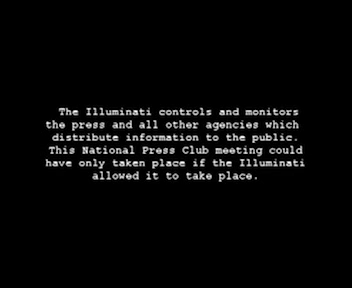 The Illuminati controls and monitors
the press and all other agencies which
distribute information to the public.
This National Press Club meeting could
have only taken place if the Illuminati
allowed it to take place.